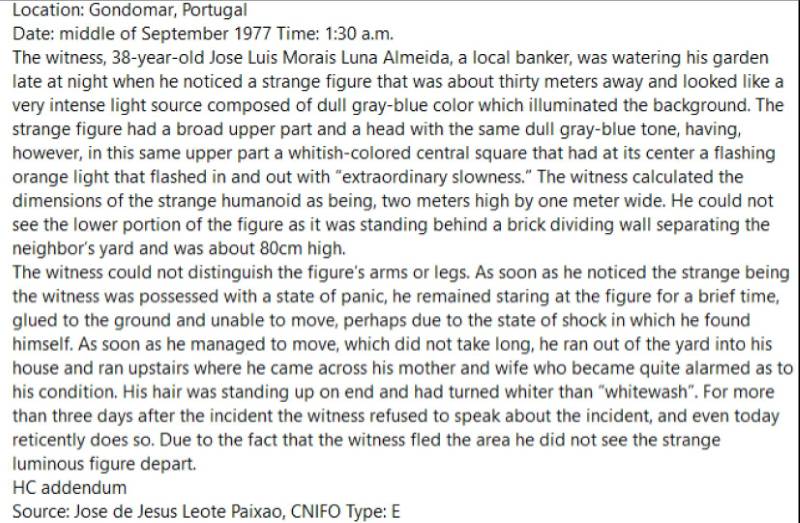 Location: Gondomar, Portugal
Date: middle of September 1977 Time: 1:30 a.m.
The witness, 38-year-old Jose Luis Morais Luna Almeida, a local banker, was watering his garden
late at night when he noticed a strange figure that was about thirty meters away and looked like a
very intense light source composed of dull gray-blue color which illuminated the background. The
strange figure had a broad upper part and a head with the same dull gray-blue tone, having,
however, in this same upper part a whitish-colored central square that had at its center a flashing
orange light that flashed in and out with "extraordinary slowness." The witness calculated the
dimensions of the strange humanoid as being, two meters high by one meter wide. He could not
see the lower portion of the figure as it was standing behind a brick dividing wall separating the
neighbor's yard and was about 80cm high.
The witness could not distinguish the figure's arms or legs. As soon as he noticed the strange being
the witness was possessed with a state of panic, he remained staring at the figure for a brief time,
glued to the ground and unable to move, perhaps due to the state of shock in which he found
himself. As soon as he managed to move, which did not take long, he ran out of the yard into his
house and ran upstairs where he came across his mother and wife who became quite alarmed as to
his condition. His hair was standing up on end and had turned whiter than "whitewash". For more
than three days after the incident the witness refused to speak about the incident, and even today
reticently does so. Due to the fact that the witness fled the area he did not see the strange
luminous figure depart.
HC addendum
Source: Jose de Jesus Leote Paixao, CNIFO Type: E